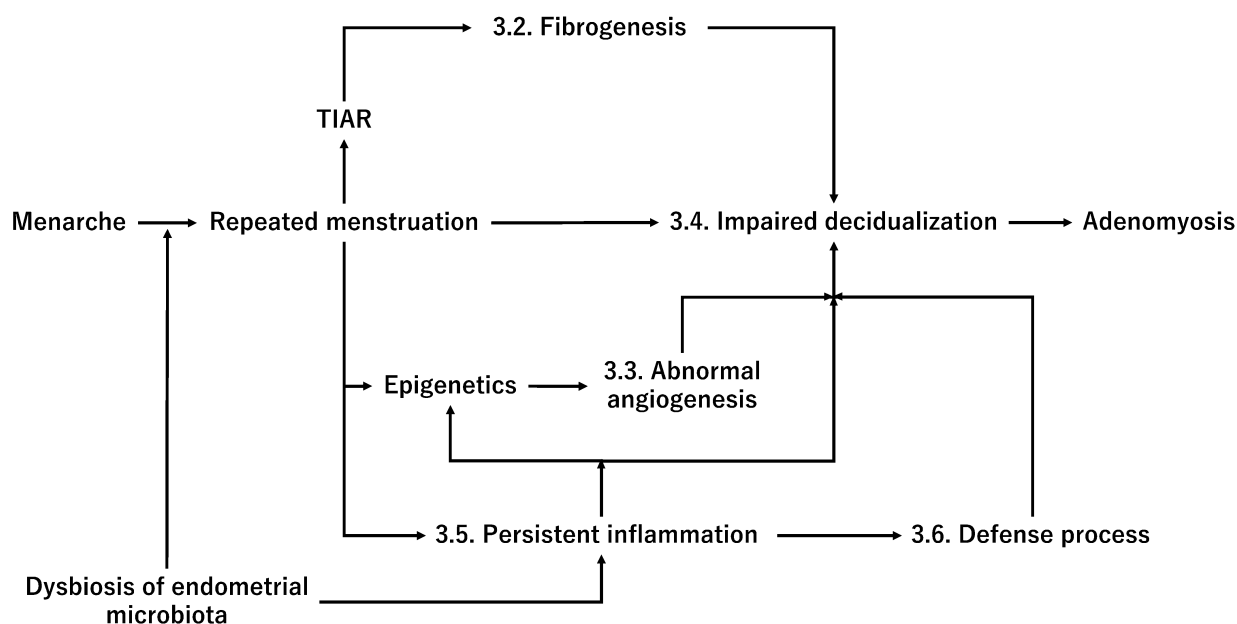 3.2. Fibrogenesis
TIAR
Menarche
Repeated menstruation
3.4. Impaired decidualization
Adenomyosis
Epigenetics
3.3. Abnormal
angiogenesis
3.5. Persistent inflammation
3.6. Defense process
Dysbiosis of endometrial
microbiota